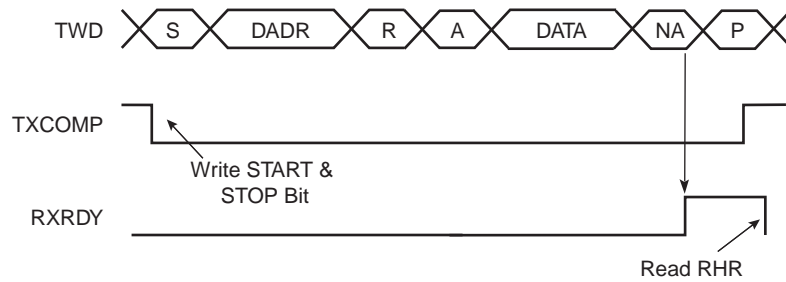 TWD S DADR R A DATA NA P
TXCOMP
Write START &
STOP Bit
RXRDY
Read RHR